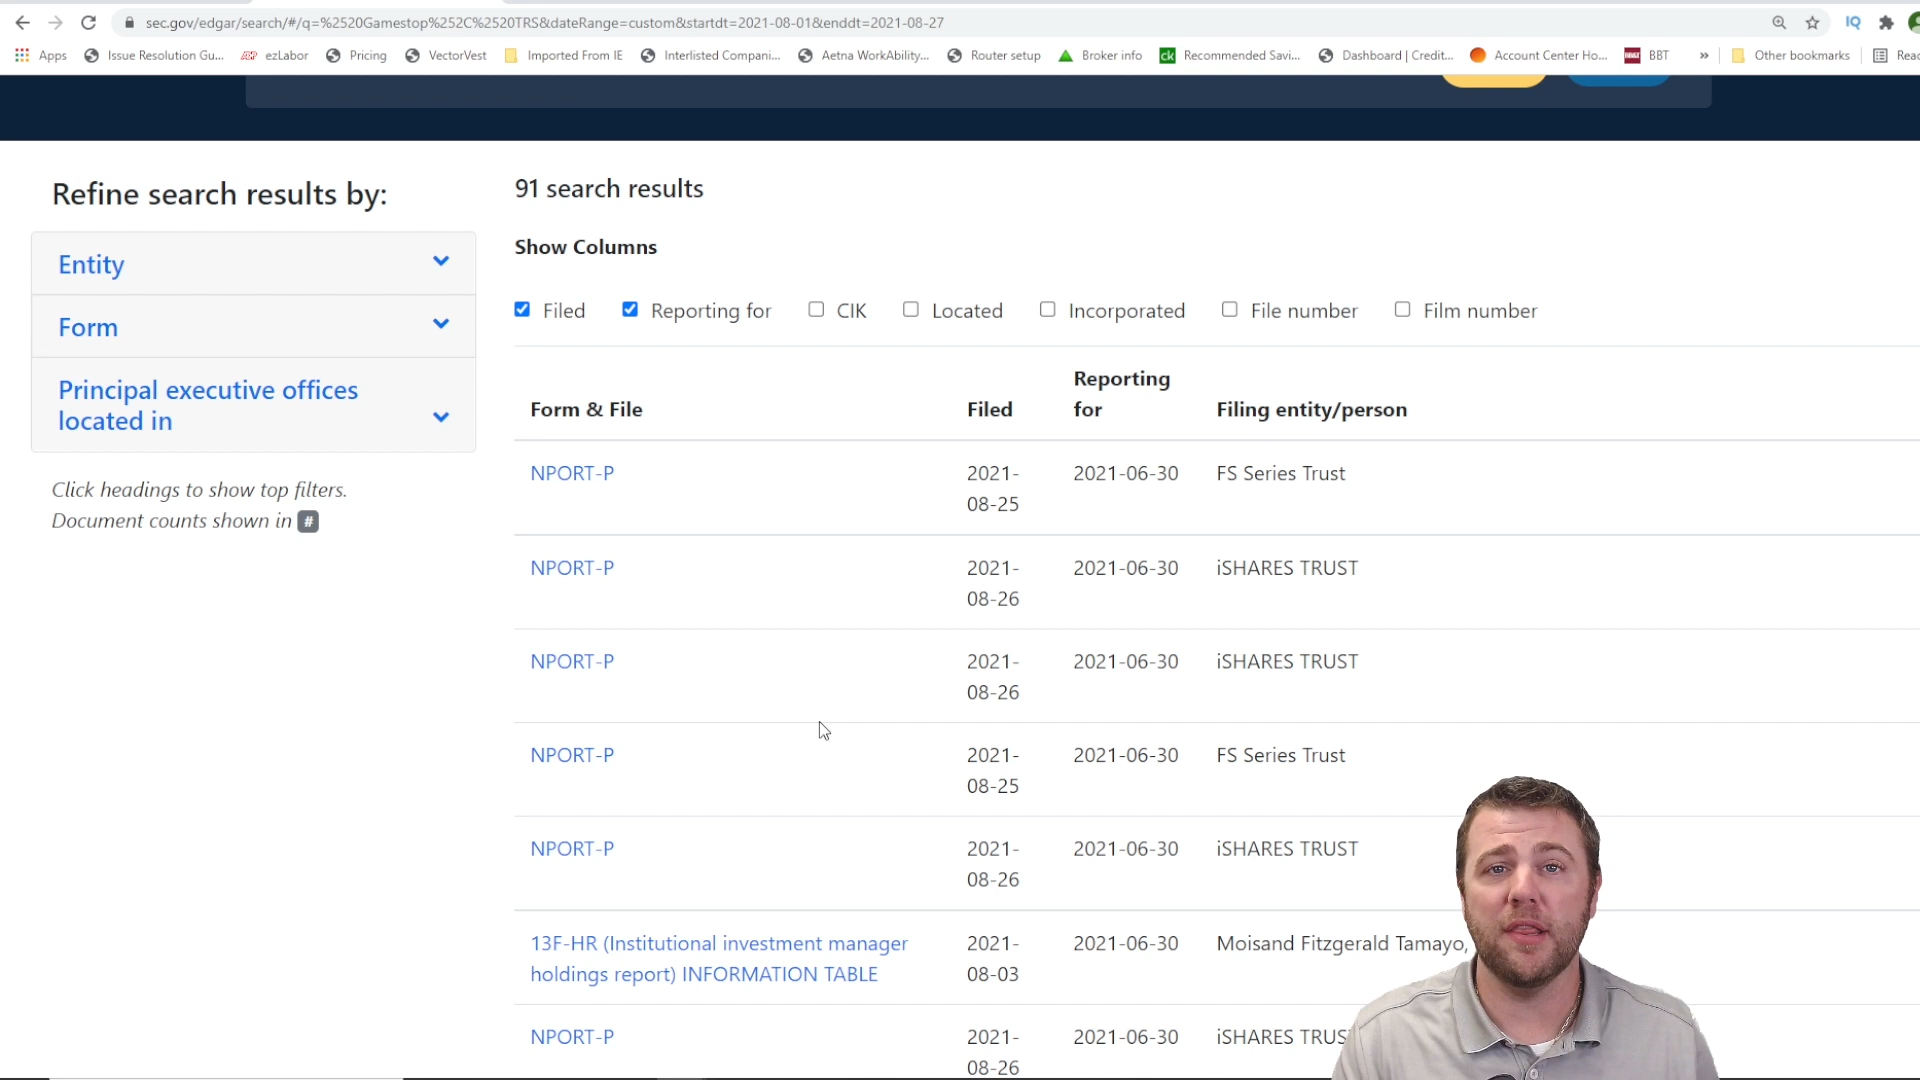 sec.gov/edgar/search/#/q=%2520Gamestop%252C%2520TRS&dateRange=custom&startdt=2021-08-01&enddt=2021-08-27
IQ
Apps Issue Resolution Gu... ezLabor Pricing VectorVest Imported From IE Interlisted Compani... Aetna WorkAbility... Router setup Broker info ck Recommended Savi... Dashboard | Credit... Account Center Ho... BBT » Other bookmarks Reac
Refine search results by:
Entity
Form
Principal executive offices
located in
Click headings to show top filters.
Document counts shown in #
91 search results
Show Columns
Filed Reporting for CIK Located Incorporated File number Film number
Form & File Filed Reporting for Filing entity/person
NPORT-P 2021-08-25 2021-06-30 FS Series Trust
NPORT-P 2021-08-26 2021-06-30 iSHARES TRUST
NPORT-P 2021-08-26 2021-06-30 iSHARES TRUST
NPORT-P 2021-08-25 2021-06-30 FS Series Trust
NPORT-P 2021-08-26 2021-06-30 iSHARES TRUST
13F-HR (Institutional investment manager
holdings report) INFORMATION TABLE 2021-08-03 2021-06-30 Moisand Fitzgerald Tamayo,
NPORT-P 2021-08-26 2021-06-30 iSHARES TRUS